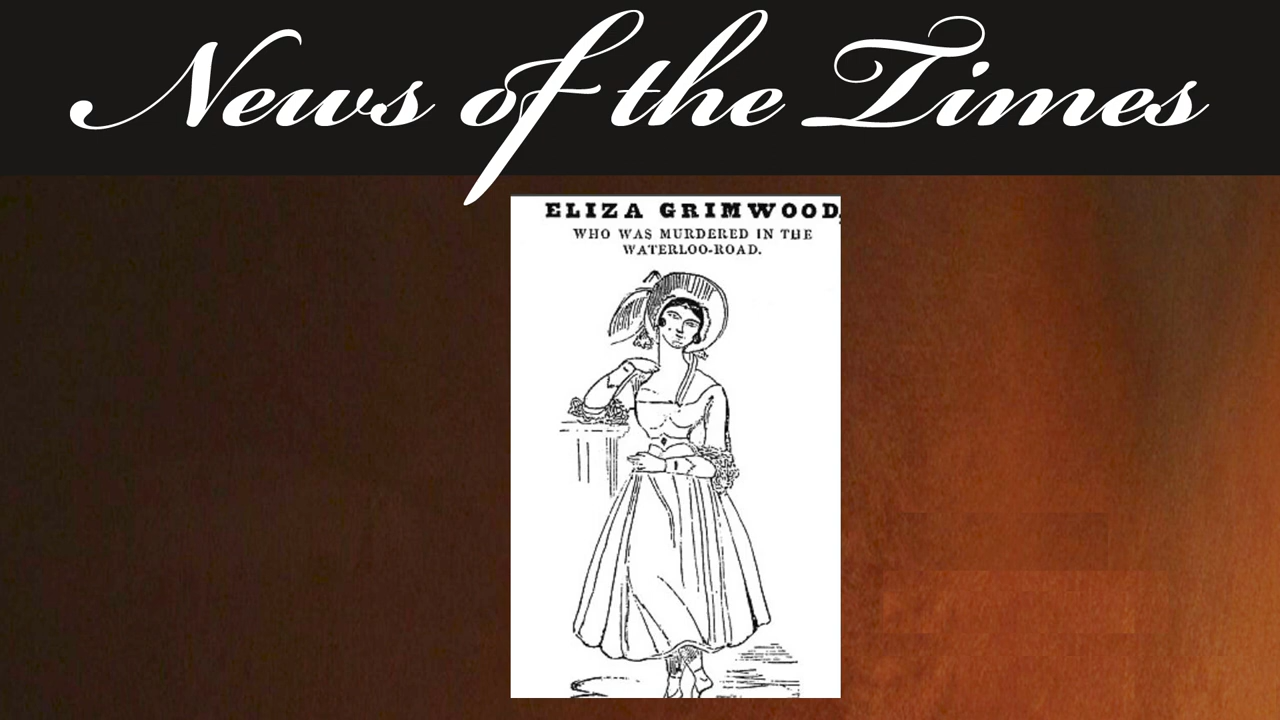 News of the Times
ELIZA GRIMWOOD,
WHO WAS MURDERED IN THE
WATERLOO-ROAD.